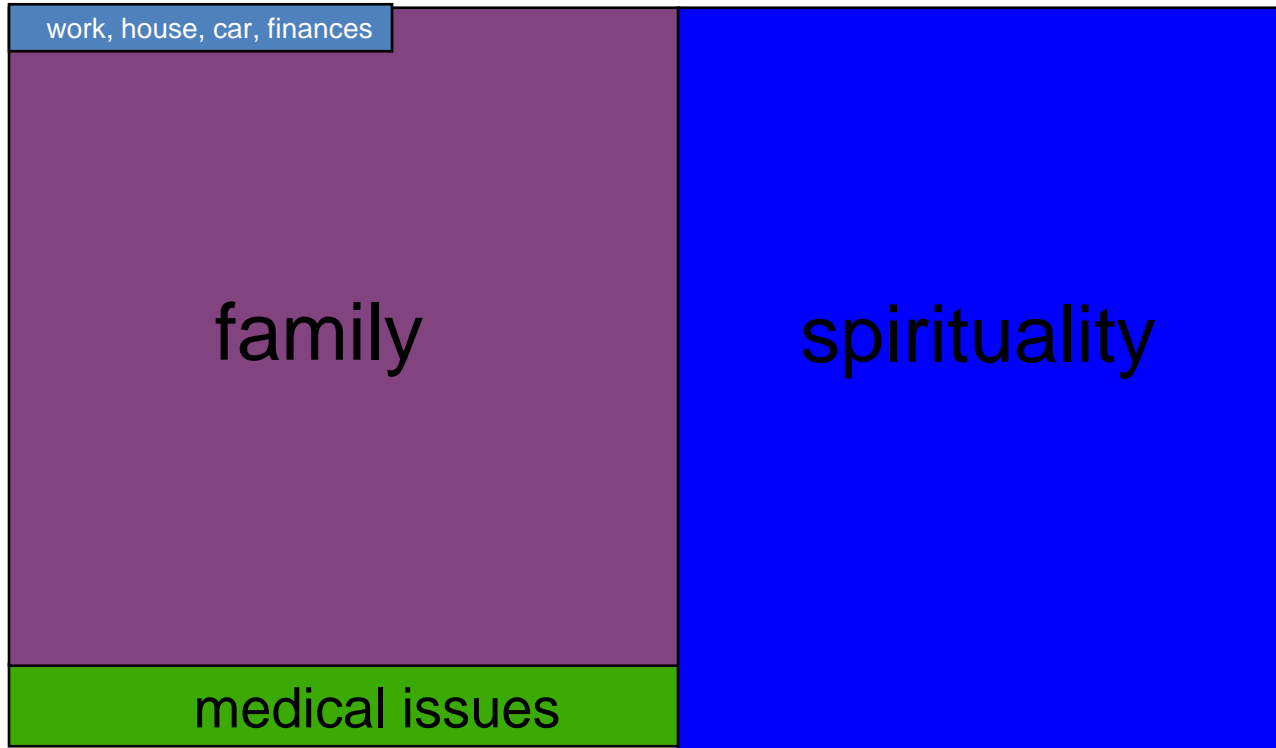 work, house, car, finances
family
spirituality
medical issues